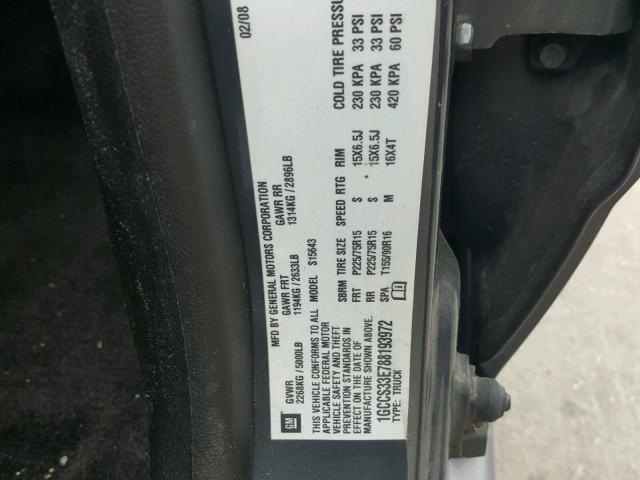 MFD BY GENERAL MOTORS CORPORATION 02/08
GVWR GAWR FRT GAWR RR
2268KG / 5000LB 1194KG / 2633LB 1314KG / 2896LB
GM
THIS VEHICLE CONFORMS TO ALL MODEL S15643
APPLICABLE FEDERAL MOTOR
VEHICLE SAFETY AND THEFT
PREVENTION STANDARDS IN
EFFECT ON THE DATE OF
MANUFACTURE SHOWN ABOVE.
1GCCS33E788193972
TYPE: TRUCK
SBRM TIRE SIZE SPEED RTG RIM COLD TIRE PRESSU
FRT P225/75R15 S 15X6.5J 230 KPA 33 PSI
RR P225/75R15 S 15X6.5J 230 KPA 33 PSI
SPA T155/90R16 M 16X4T 420 KPA 60 PSI